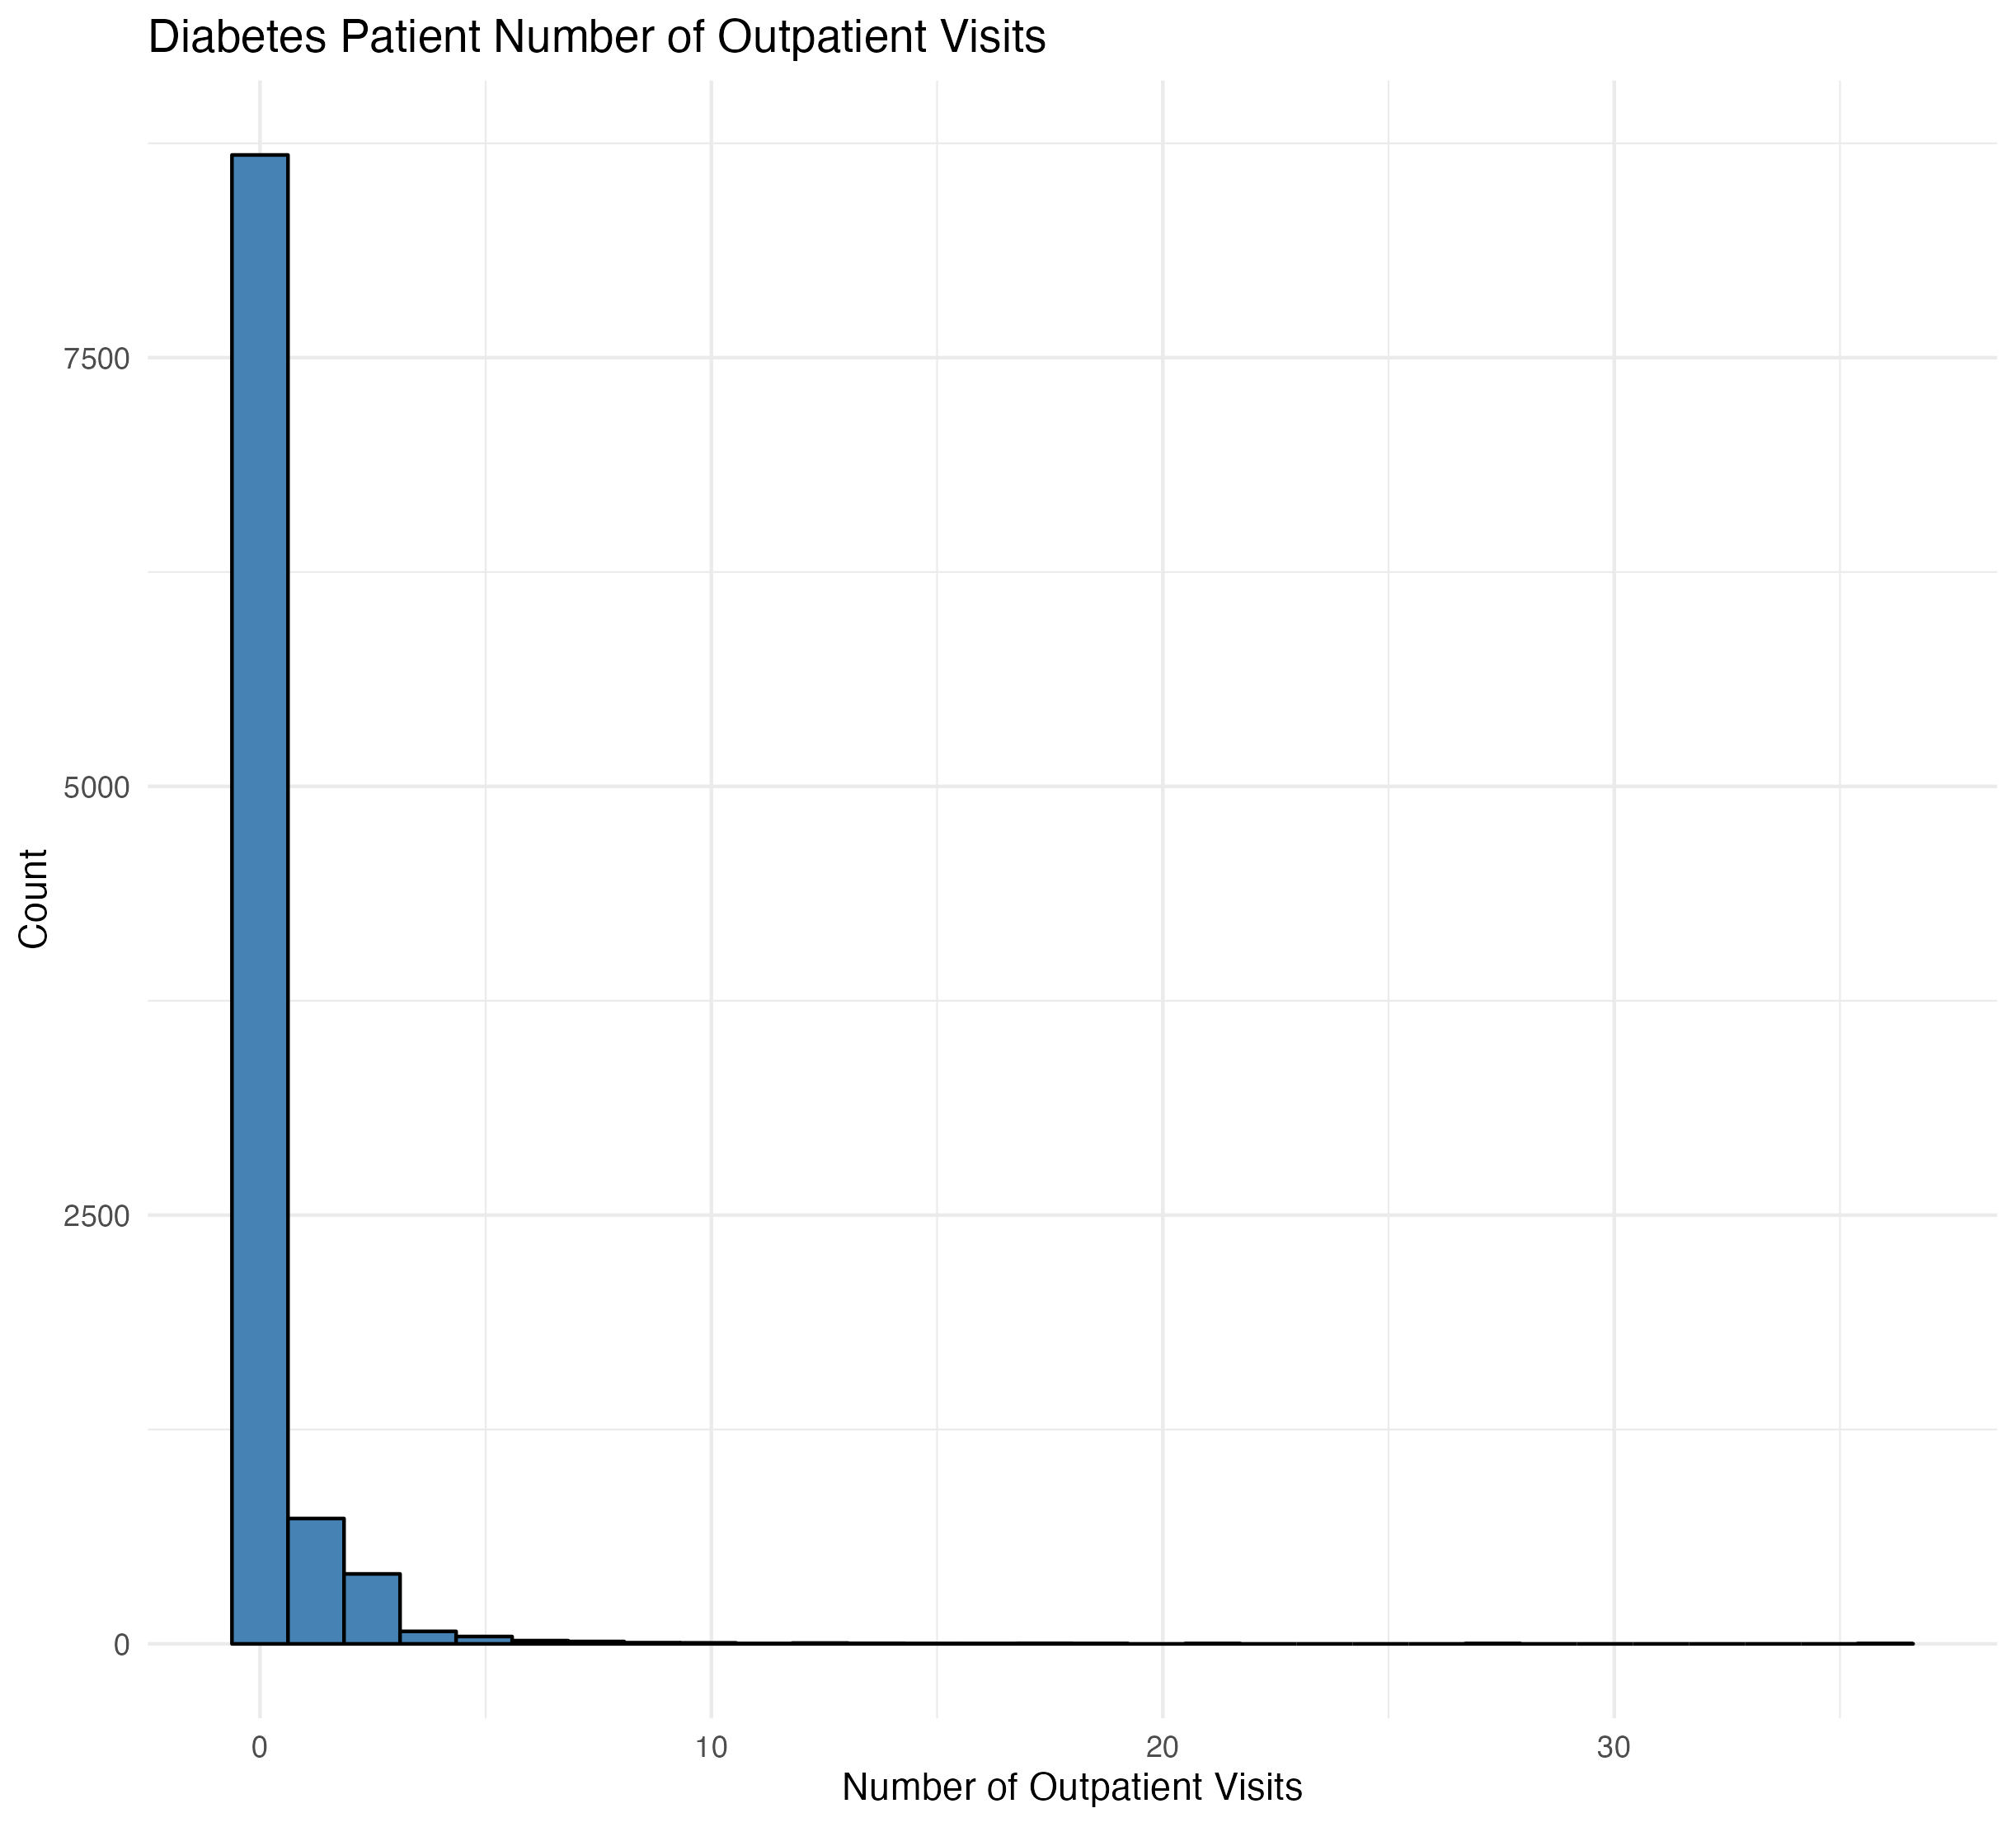 Diabetes Patient Number of Outpatient Visits
Count
7500
5000
2500
0
0 10 20 30
Number of Outpatient Visits